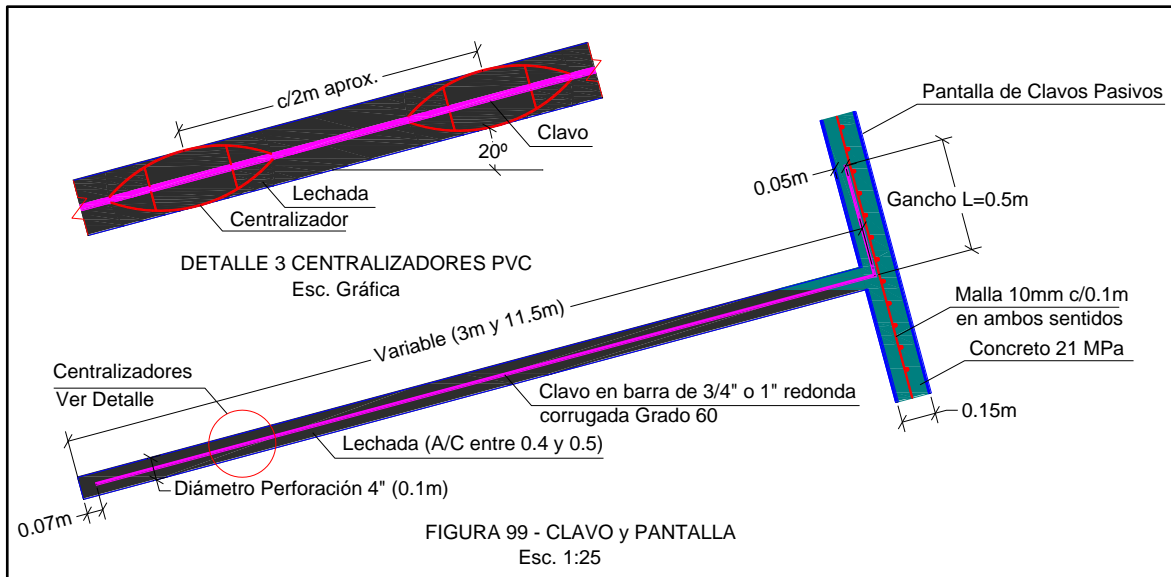 c/2m aprox.
Clavo
20º
Lechada
Centralizador
DETALLE 3 CENTRALIZADORES PVC
Esc. Gráfica
Pantalla de Clavos Pasivos
0.05m
Gancho L=0.5m
Malla 10mm c/0.1m
en ambos sentidos
Concreto 21 MPa
0.15m
Variable (3m y 11.5m)
Centralizadores
Ver Detalle
Clavo en barra de 3/4" o 1" redonda
corrugada Grado 60
Lechada (A/C entre 0.4 y 0.5)
Diámetro Perforación 4" (0.1m)
0.07m
FIGURA 99 - CLAVO y PANTALLA
Esc. 1:25